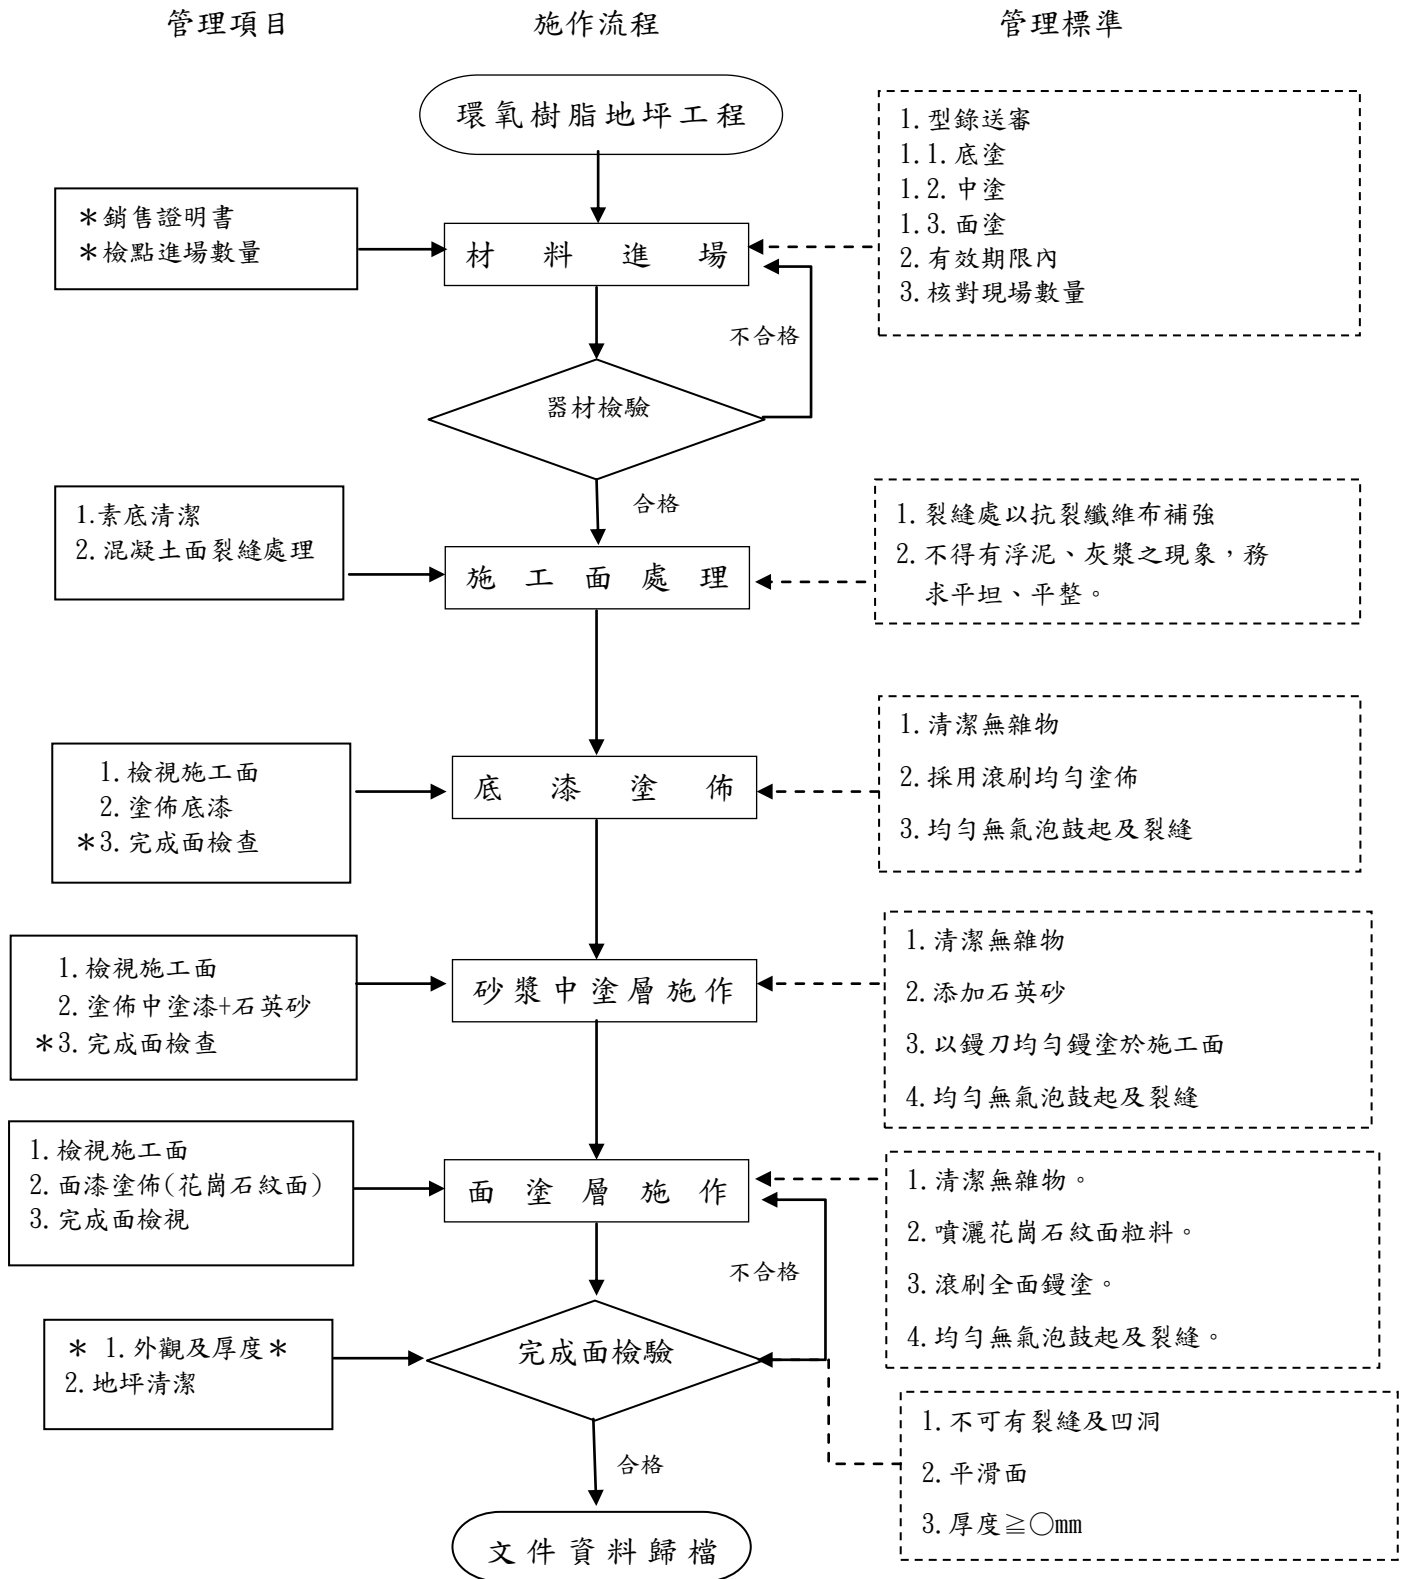 管理項目
施作流程
管理標準
環氧樹脂地坪工程
1.型錄送審
1.1.底塗
1.2.中塗
1.3.面塗
2.有效期限內
3.核對現場數量
＊銷售證明書
＊檢點進場數量
材料進場
不合格
器材檢驗
合格
1.素底清潔
2.混凝土面裂縫處理
施工面處理
1.裂縫處以抗裂纖維布補強
2.不得有浮泥、灰漿之現象，務
求平坦、平整。
1.檢視施工面
2.塗佈底漆
＊3.完成面檢查
底漆塗佈
1.清潔無雜物
2.採用滾刷均勻塗佈
3.均勻無氣泡鼓起及裂縫
1.檢視施工面
2.塗佈中塗漆+石英砂
＊3.完成面檢查
砂漿中塗層施作
1.清潔無雜物
2.添加石英砂
3.以鏝刀均勻鏝塗於施工面
4.均勻無氣泡鼓起及裂縫
1.檢視施工面
2.面漆塗佈(花崗石紋面)
3.完成面檢視
面塗層施作
1.清潔無雜物。
2.噴灑花崗石紋面粒料。
3.滾刷全面鏝塗。
4.均勻無氣泡鼓起及裂縫。
不合格
＊ 1.外觀及厚度＊
2.地坪清潔
完成面檢驗
1.不可有裂縫及凹洞
2.平滑面
3.厚度≧○mm
合格
文件資料歸檔